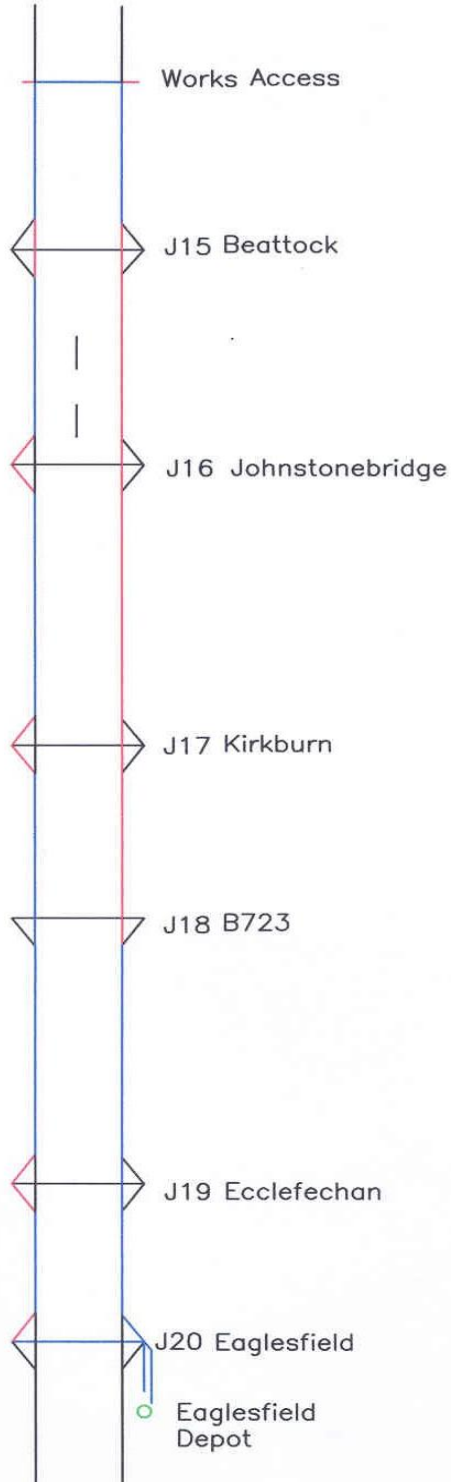 Works Access
J15 Beattock
J16 Johnstonebridge
J17 Kirkburn
J18 B723
J19 Ecclefechan
J20 Eaglesfield
Eaglesfield
Depot